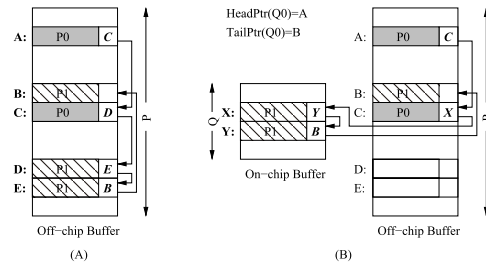 A: P0 C
B: P1
C: P0 D
D: P1 E
E: P1 B
P
Off-chip Buffer
(A)
HeadPtr(Q0)=A
TailPtr(Q0)=B
Q
X: P1 Y
Y: P1 B
On-chip Buffer
A: P0 C
B: P1
C: P0 X
D:
E:
P
Off-chip Buffer
(B)